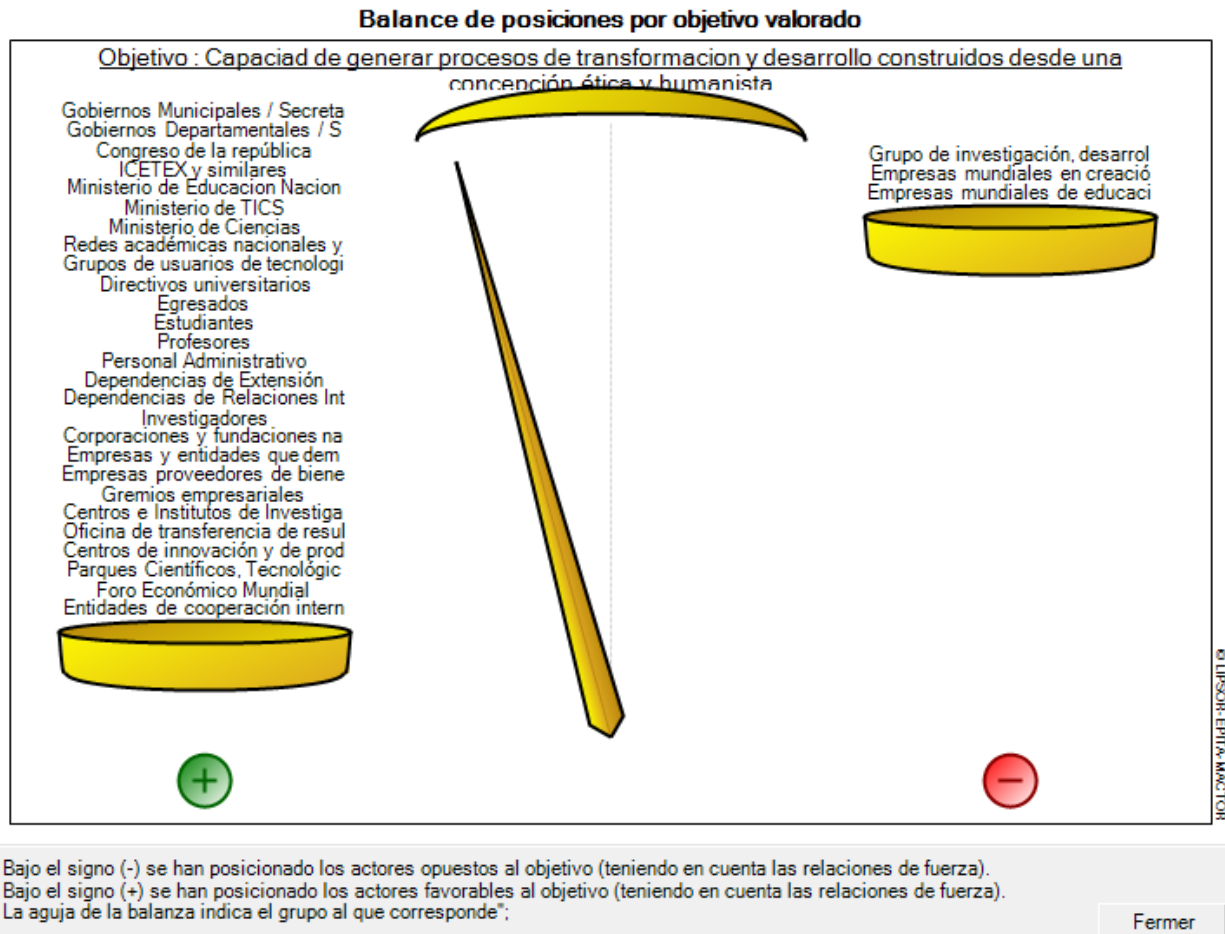 Balance de posiciones por objetivo valorado
Objetivo : Capaciad de generar procesos de transformacion y desarrollo construidos desde una
concepción ética y humanista
Gobiernos Municipales / Secreta
Gobiernos Departamentales / S
Congreso de la república
ICETEX y similares
Ministerio de Educacion Nacion
Ministerio de TICS
Ministerio de Ciencias
Redes académicas nacionales y
Grupos de usuarios de tecnologi
Directivos universitarios
Egresados
Estudiantes
Profesores
Personal Administrativo
Dependencias de Extensión
Dependencias de Relaciones Int
Investigadores
Corporaciones y fundaciones na
Empresas y entidades que dem
Empresas proveedores de biene
Gremios empresariales
Centros e Institutos de Investiga
Oficina de transferencia de resul
Centros de innovación y de prod
Parques Científicos, Tecnológic
Foro Económico Mundial
Entidades de cooperación intern
Grupo de investigación, desarrol
Empresas mundiales en creació
Empresas mundiales de educaci
+
−
© LIPSOR-EPITA-MACTOR
Bajo el signo (-) se han posicionado los actores opuestos al objetivo (teniendo en cuenta las relaciones de fuerza).
Bajo el signo (+) se han posicionado los actores favorables al objetivo (teniendo en cuenta las relaciones de fuerza).
La aguja de la balanza indica el grupo al que corresponde";
Fermer